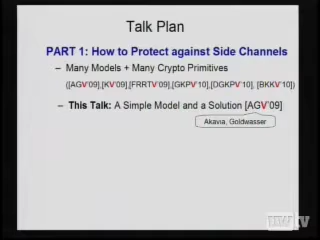 Talk Plan
PART 1: How to Protect against Side Channels
– Many Models + Many Crypto Primitives
([AGV'09],[KV'09],[FRRTV'09],[GKPV'10],[DGKPV'10], [BKKV'10])
– This Talk: A Simple Model and a Solution [AGV'09]
Akavia, Goldwasser